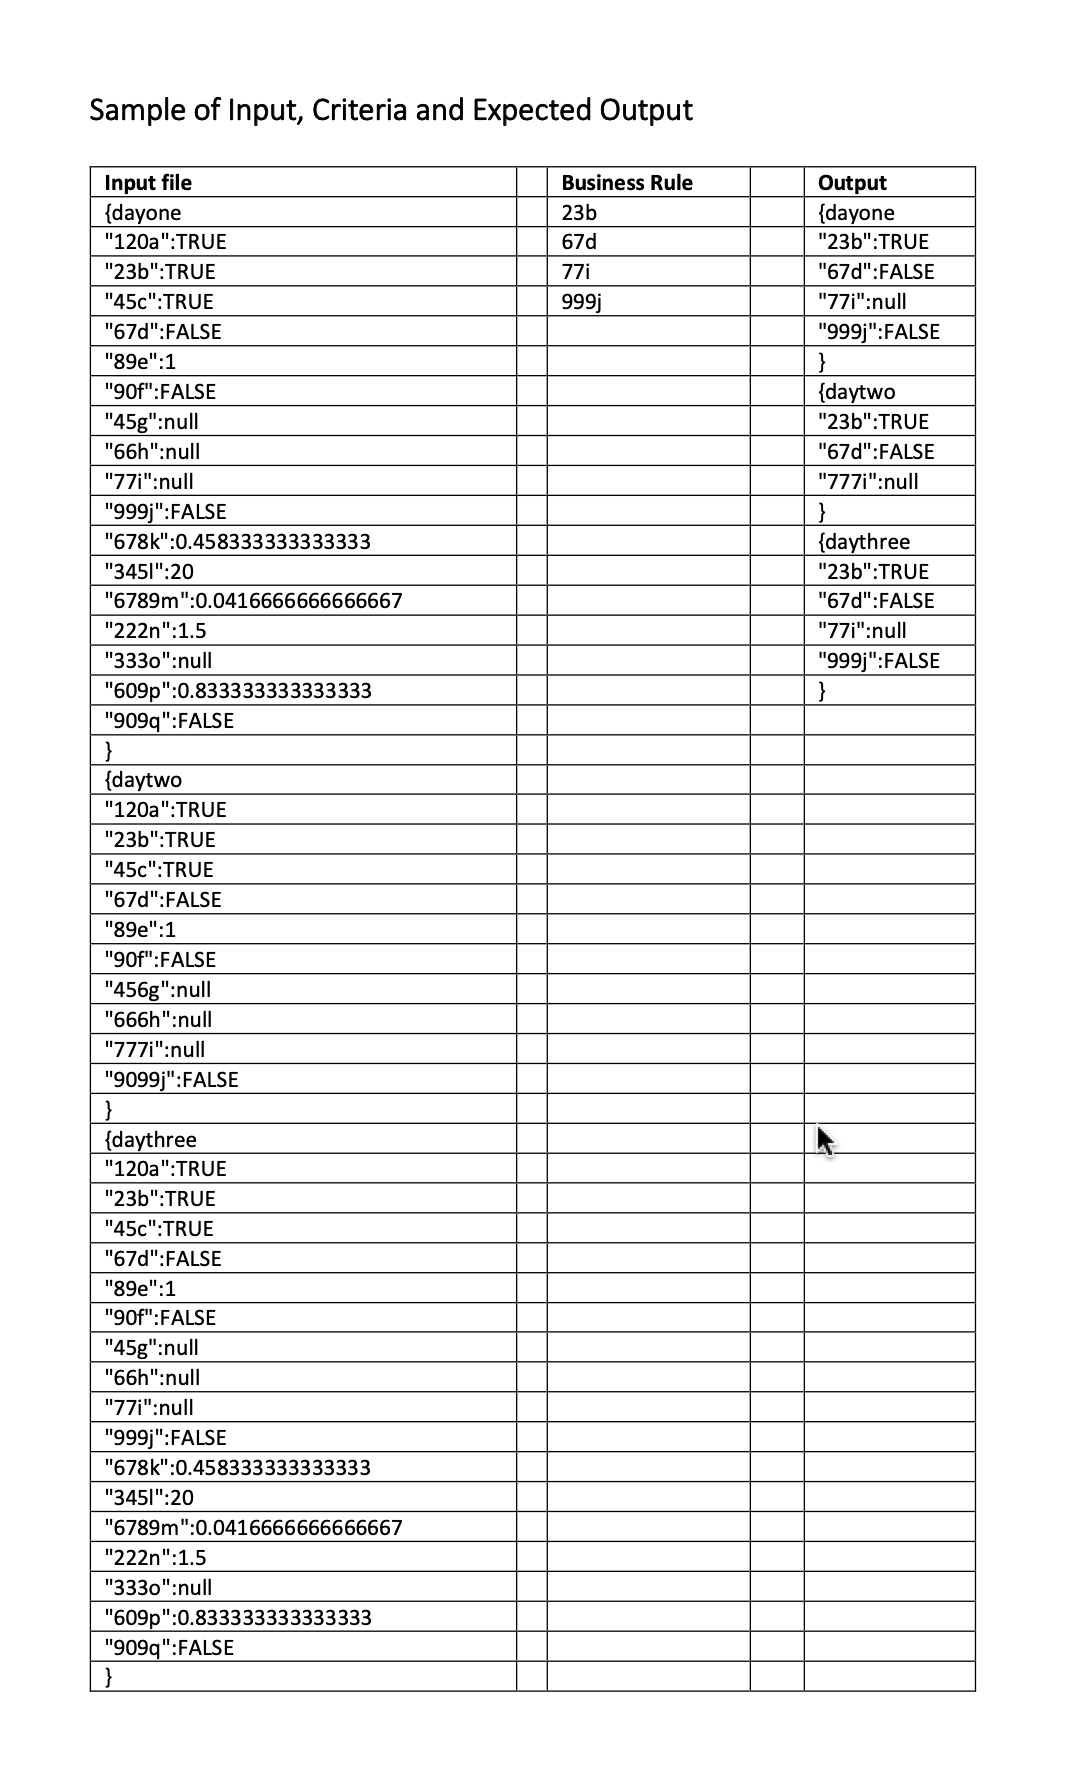 Sample of Input, Criteria and Expected Output
Input file Business Rule Output
{dayone 23b {dayone
"120a":TRUE 67d "23b":TRUE
"23b":TRUE 77i "67d":FALSE
"45c":TRUE 999j "77i":null
"67d":FALSE "999j":FALSE
"89e":1 }
"90f":FALSE {daytwo
"45g":null "23b":TRUE
"66h":null "67d":FALSE
"77i":null "777i":null
"999j":FALSE }
"678k":0.458333333333333 {daythree
"345l":20 "23b":TRUE
"6789m":0.0416666666666667 "67d":FALSE
"222n":1.5 "77i":null
"333o":null "999j":FALSE
"609p":0.833333333333333 }
"909q":FALSE
}
{daytwo
"120a":TRUE
"23b":TRUE
"45c":TRUE
"67d":FALSE
"89e":1
"90f":FALSE
"456g":null
"666h":null
"777i":null
"9099j":FALSE
}
{daythree
"120a":TRUE
"23b":TRUE
"45c":TRUE
"67d":FALSE
"89e":1
"90f":FALSE
"45g":null
"66h":null
"77i":null
"999j":FALSE
"678k":0.458333333333333
"345l":20
"6789m":0.0416666666666667
"222n":1.5
"333o":null
"609p":0.833333333333333
"909q":FALSE
}